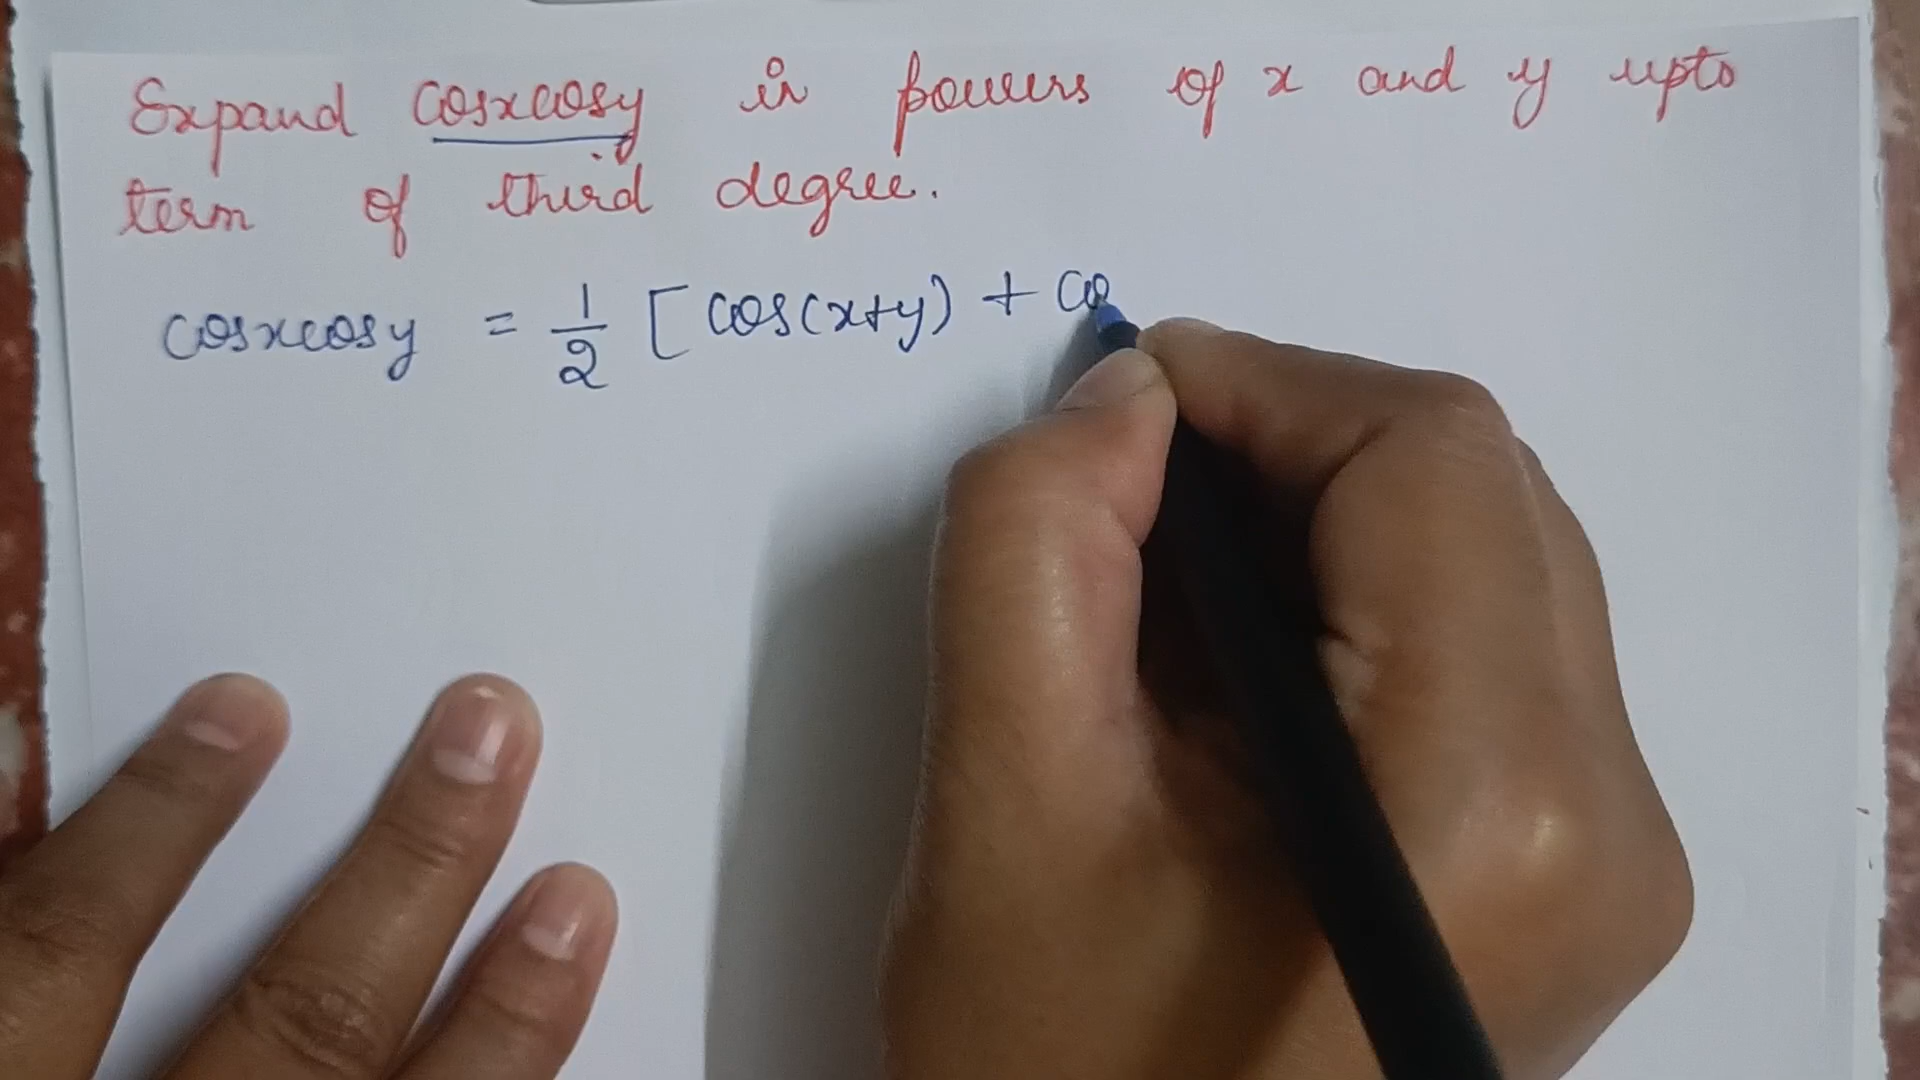 Expand cosxcosy in powers of x and y upto
term of third degree.
cosxcosy = 1/2 [ cos(x+y) + co